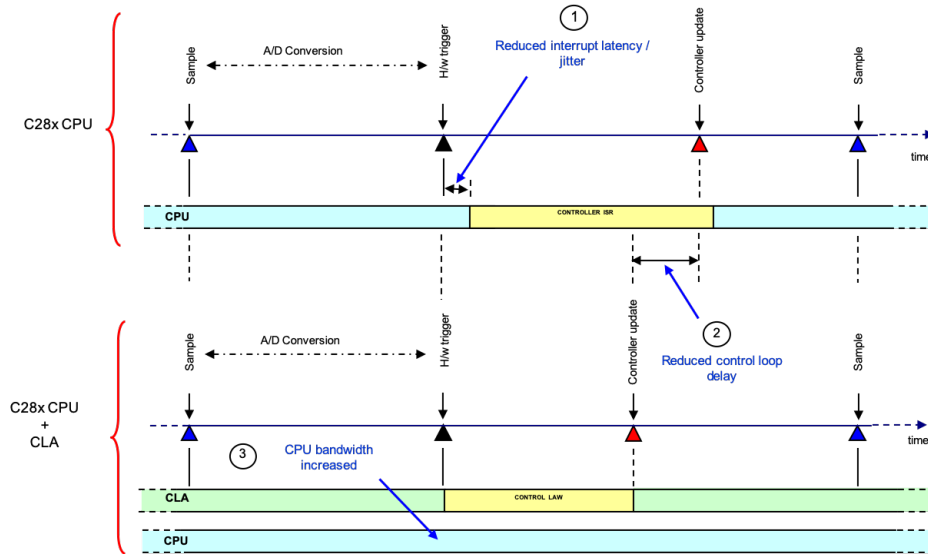 1
Reduced interrupt latency /
jitter
Sample
A/D Conversion
H/w trigger
Controller update
Sample
C28x CPU
time
CPU
CONTROLLER ISR
2
Reduced control loop
delay
Sample
A/D Conversion
H/w trigger
Controller update
Sample
C28x CPU
+
CLA
time
3
CPU bandwidth
increased
CLA
CONTROL LAW
CPU